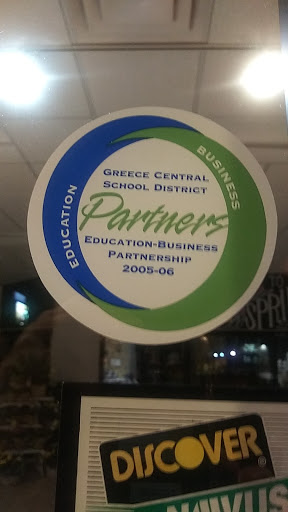 GREECE CENTRAL
SCHOOL DISTRICT
Partners
EDUCATION-BUSINESS
PARTNERSHIP
2005-06
EDUCATION
BUSINESS
DISCOVER